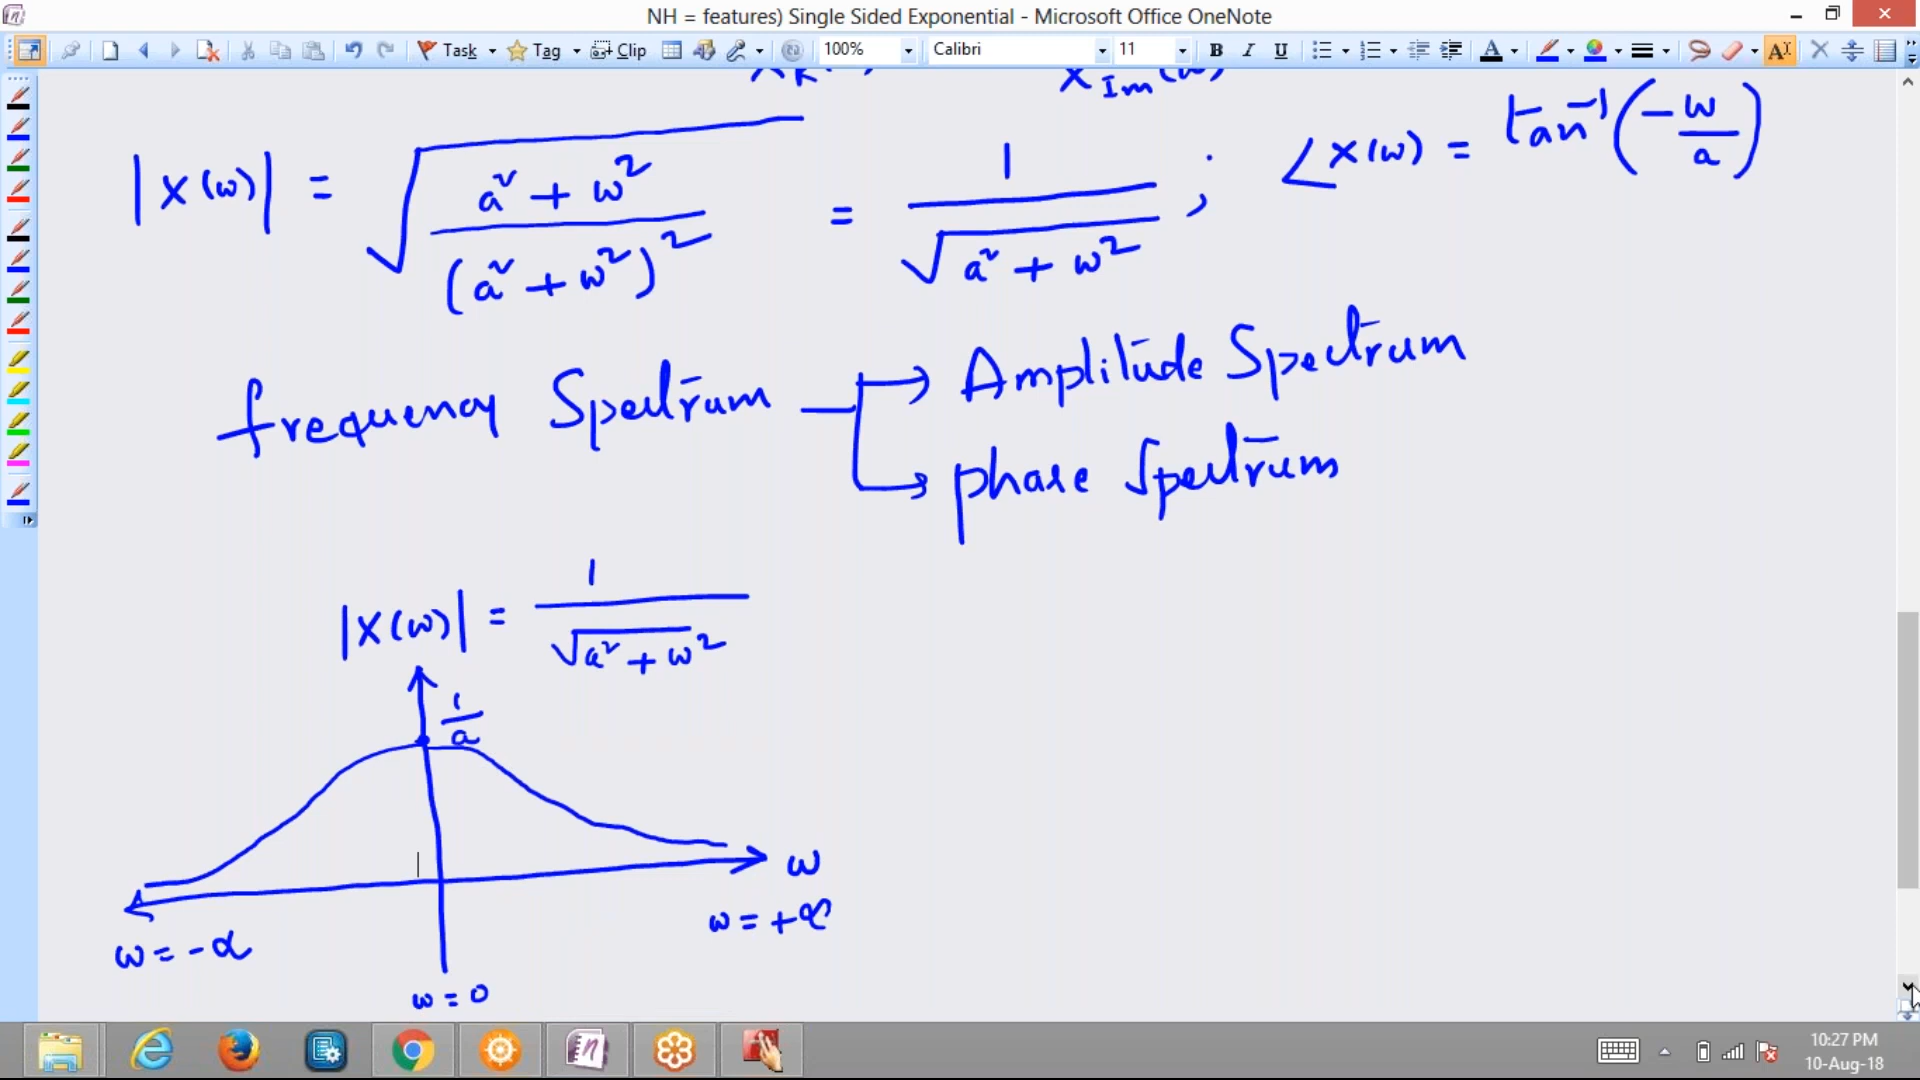 NH = features) Single Sided Exponential - Microsoft Office OneNote
Task Tag Clip 100% Calibri 11 B I U A A
X_Im(ω)
|X(ω)| = √((a² + ω²)/(a² + ω²)²) = 1/√(a² + ω²) ; ∠X(ω) = tan⁻¹(-ω/a)
frequency Spectrum → Amplitude Spectrum
→ phase Spectrum
|X(ω)| = 1/√(a² + ω²)
1/a
ω
ω = -∞
ω = +∞
ω = 0
10:27 PM
10-Aug-18